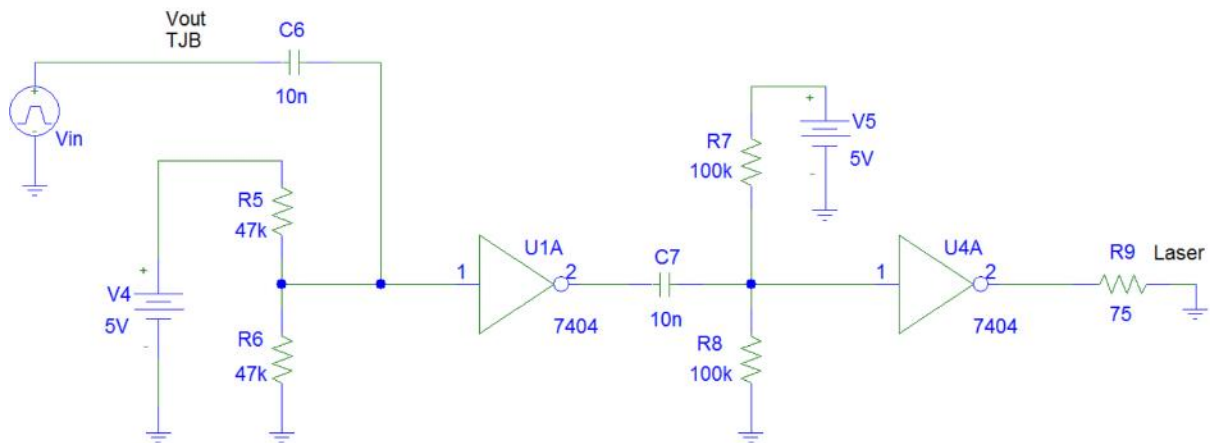 Vout
TJB
C6
10n
+
-
Vin
R5
47k
+
V4
5V
-
R6
47k
1
U1A
2
7404
C7
10n
R7
100k
+
V5
5V
-
R8
100k
1
U4A
2
7404
R9
75
Laser